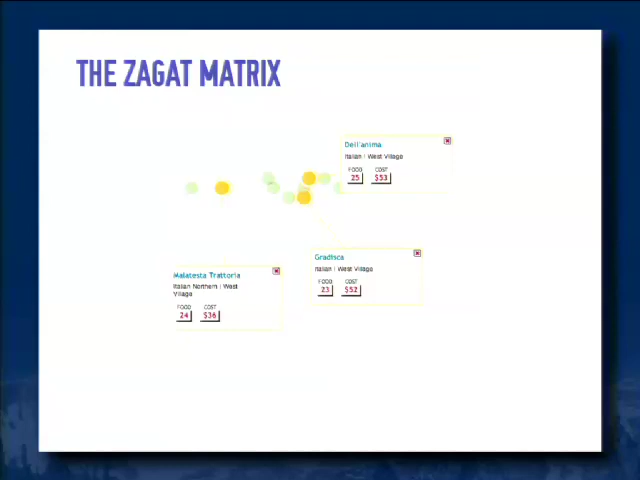 THE ZAGAT MATRIX
Dell'anima
Italian | West Village
FOOD COST
25 $53
Gradisca
Italian | West Village
FOOD COST
23 $52
Malatesta Trattoria
Italian Northern | West
Village
FOOD COST
24 $36